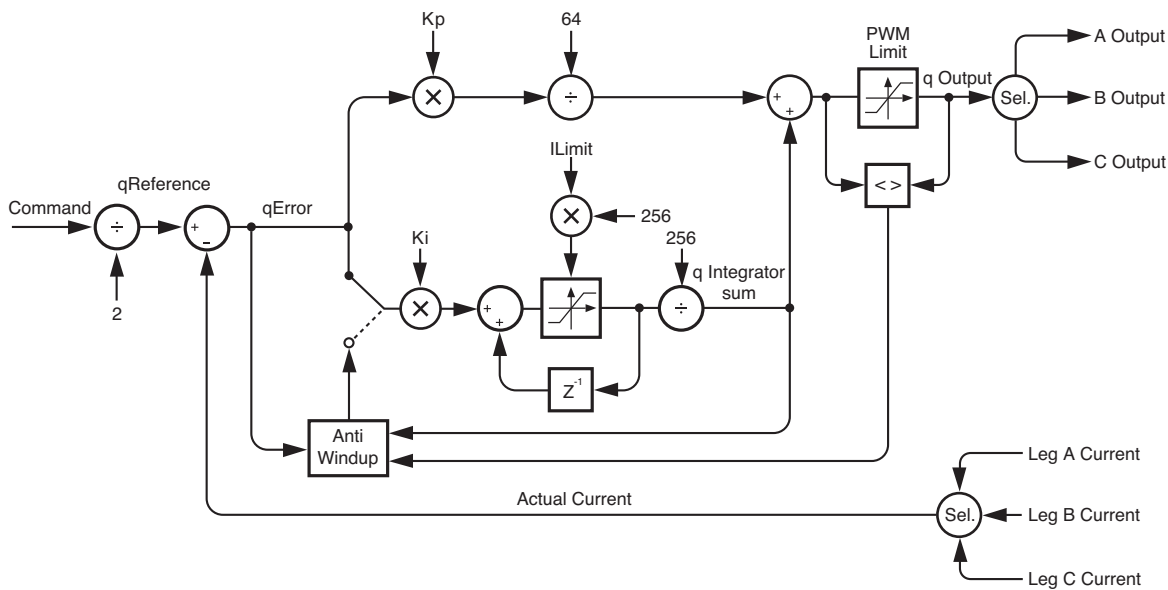 Kp
64
PWM
Limit
A Output
q Output
Sel.
B Output
C Output
ILimit
256
< >
Command
qReference
qError
2
Ki
256
q Integrator
sum
Z-1
Anti
Windup
Actual Current
Leg A Current
Sel.
Leg B Current
Leg C Current